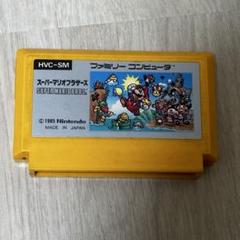 HVC-SM
ファミリー コンピュータ
スーパーマリオブラザーズ
SUPER MARIO BROS.
© 1985 Nintendo
MADE IN JAPAN